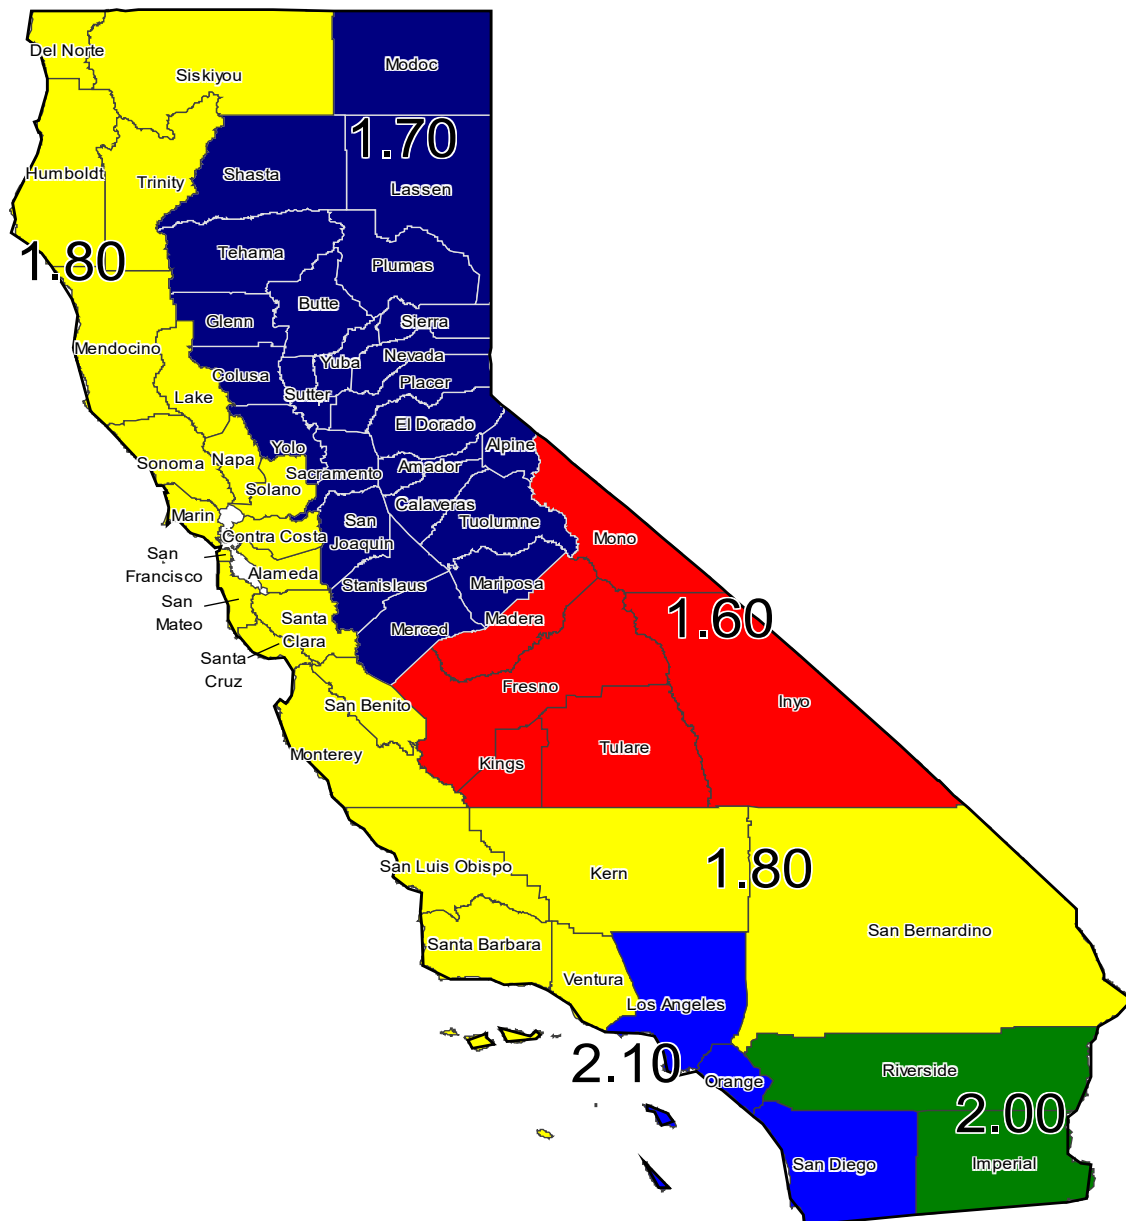 Del Norte
Modoc
Siskiyou
1.70
Humboldt
Shasta
Trinity
Lassen
1.80
Tehama
Plumas
Butte
Glenn
Sierra
Mendocino
Yuba
Nevada
Colusa
Placer
Lake
Sutter
El Dorado
Yolo
Alpine
Napa
Sonoma
Amador
Sacramento
Solano
Calaveras
Marin
San
Joaquin
Tuolumne
Contra Costa
Mono
San
Francisco
Alameda
Mariposa
Stanislaus
San
Mateo
Santa
Clara
Madera
1.60
Merced
Santa
Cruz
Fresno
Inyo
San Benito
Tulare
Monterey
Kings
San Luis Obispo
Kern
1.80
San Bernardino
Santa Barbara
Ventura
Los Angeles
2.10
Orange
Riverside
2.00
San Diego
Imperial